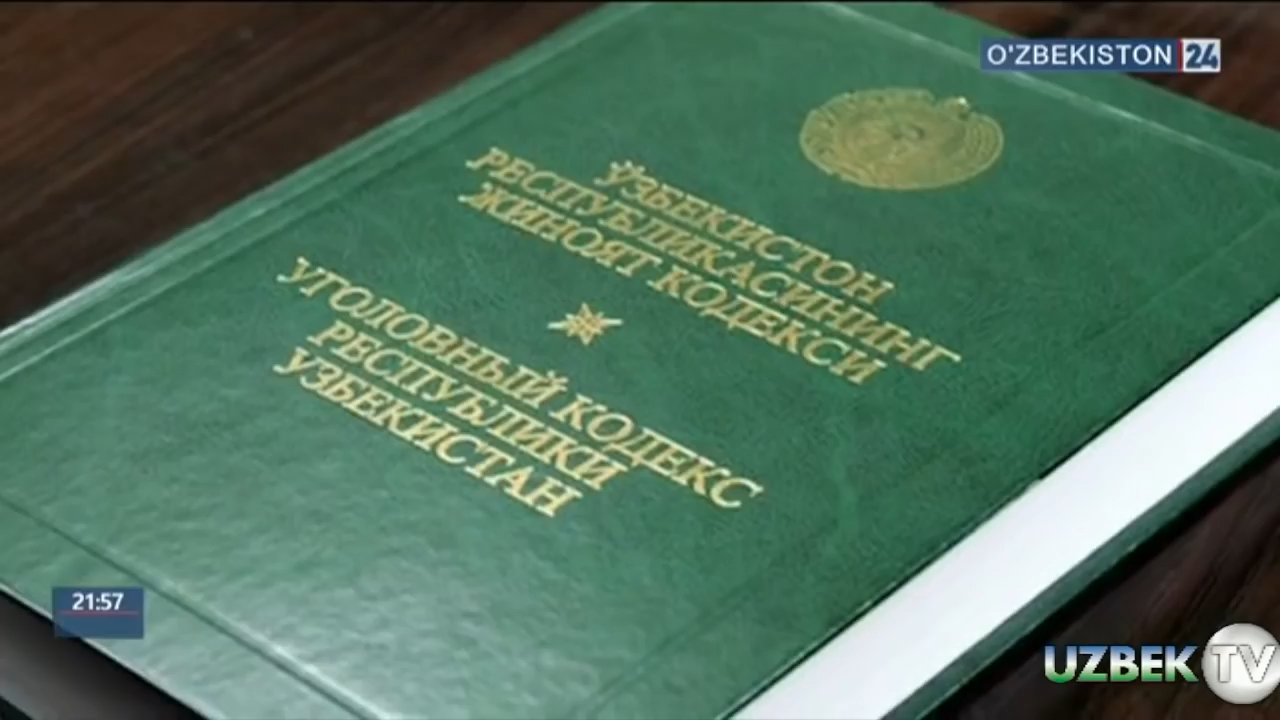 O'ZBEKISTON 24
ЎЗБЕКИСТОН
РЕСПУБЛИКАСИНИНГ
ЖИНОЯТ КОДЕКСИ
УГОЛОВНЫЙ КОДЕКС
РЕСПУБЛИКИ
УЗБЕКИСТАН
21:57
UZBEK TV